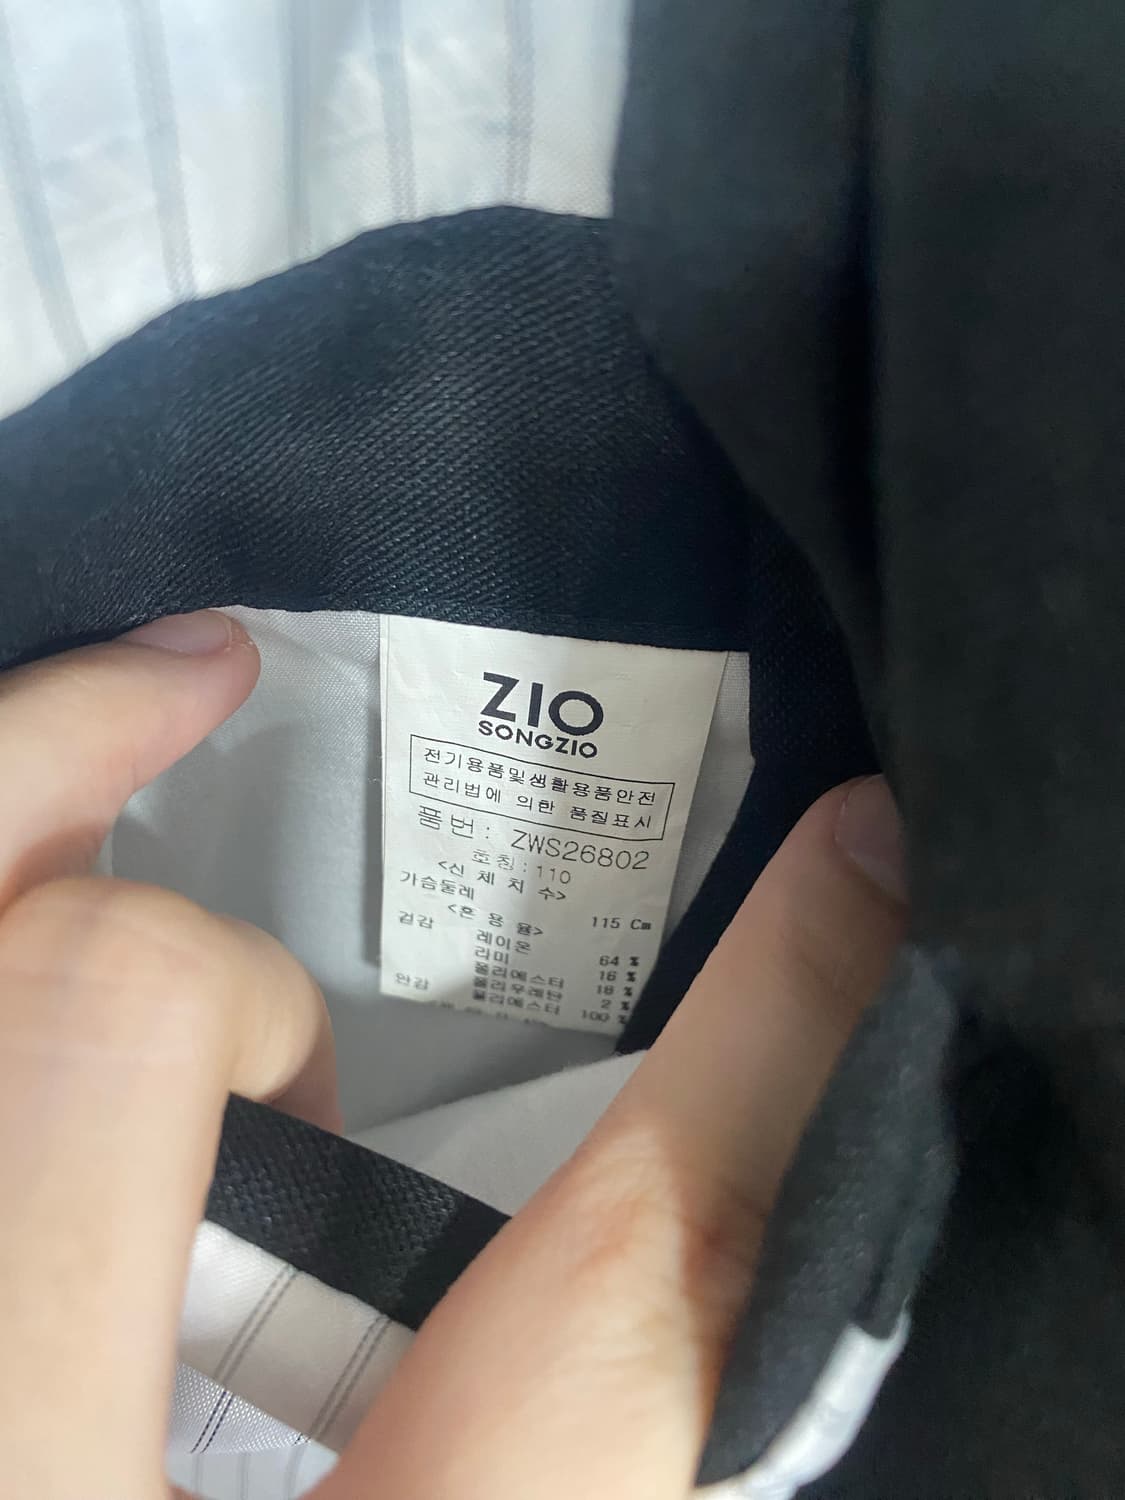 ZIO
SONGZIO
전기용품및생활용품안전
관리법에 의한 품질표시
품번: ZWS26802
호칭:110
<신 체 치 수>
가슴둘레 115 Cm
<혼 용 율>
겉감 레이온 64 %
라미 16 %
폴리에스터 18 %
폴리우레탄 2 %
안감 폴리에스터 100 %